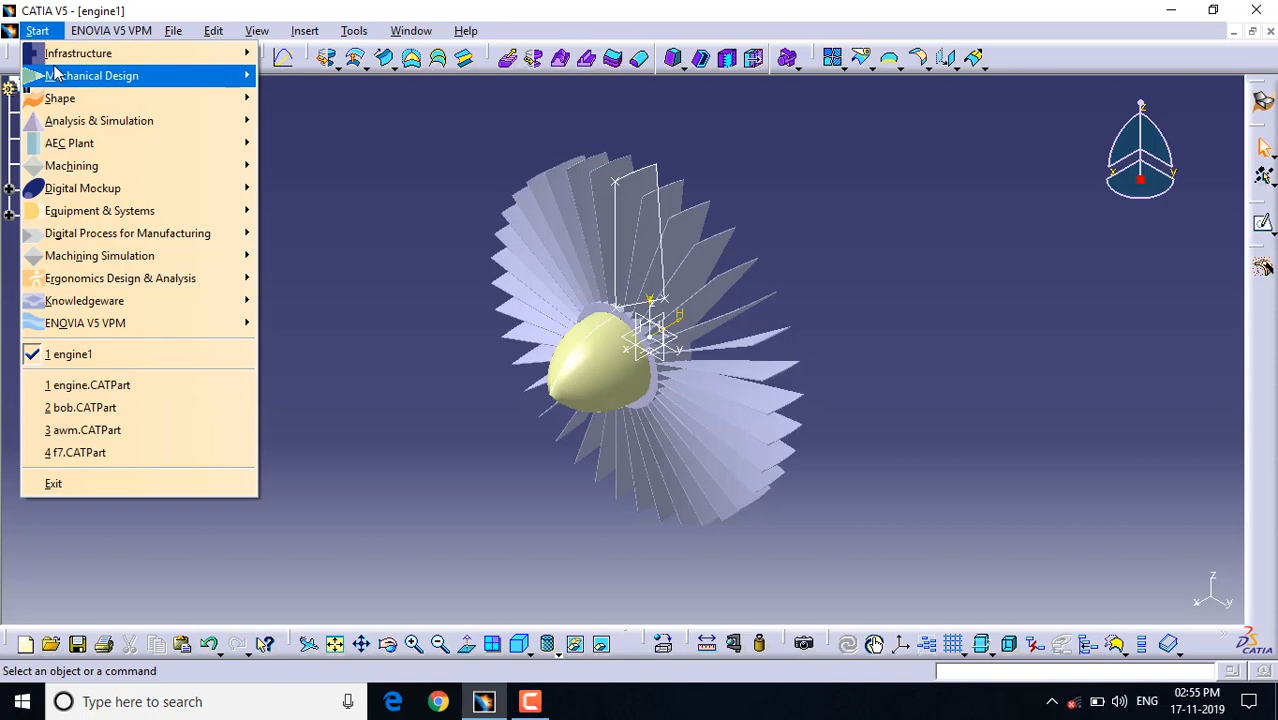 CATIA V5 - [engine1]
Start ENOVIA V5 VPM File Edit View Insert Tools Window Help
Infrastructure
Mechanical Design
Shape
Analysis & Simulation
AEC Plant
Machining
Digital Mockup
Equipment & Systems
Digital Process for Manufacturing
Machining Simulation
Ergonomics Design & Analysis
Knowledgeware
ENOVIA V5 VPM
1 engine1
1 engine.CATPart
2 bob.CATPart
3 awm.CATPart
4 f7.CATPart
Exit
z
x y
H
x y
z
x y
CATIA
Select an object or a command
Type here to search
ENG
02:55 PM
17-11-2019